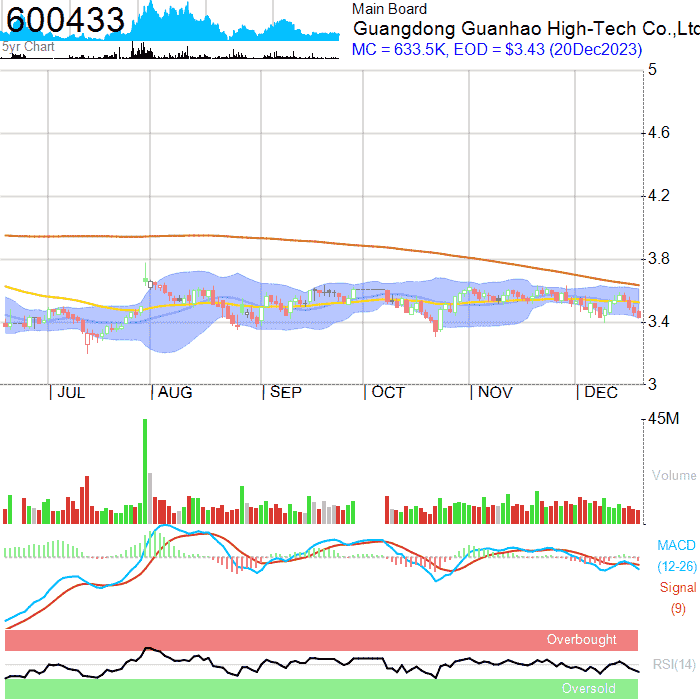 600433
5yr Chart
Main Board
Guangdong Guanhao High-Tech Co.,Ltd
MC = 633.5K, EOD = $3.43 (20Dec2023)
5
4.6
4.2
3.8
3.4
3
JUL AUG SEP OCT NOV DEC
45M
Volume
MACD
(12-26)
Signal
(9)
Overbought
RSI(14)
Oversold